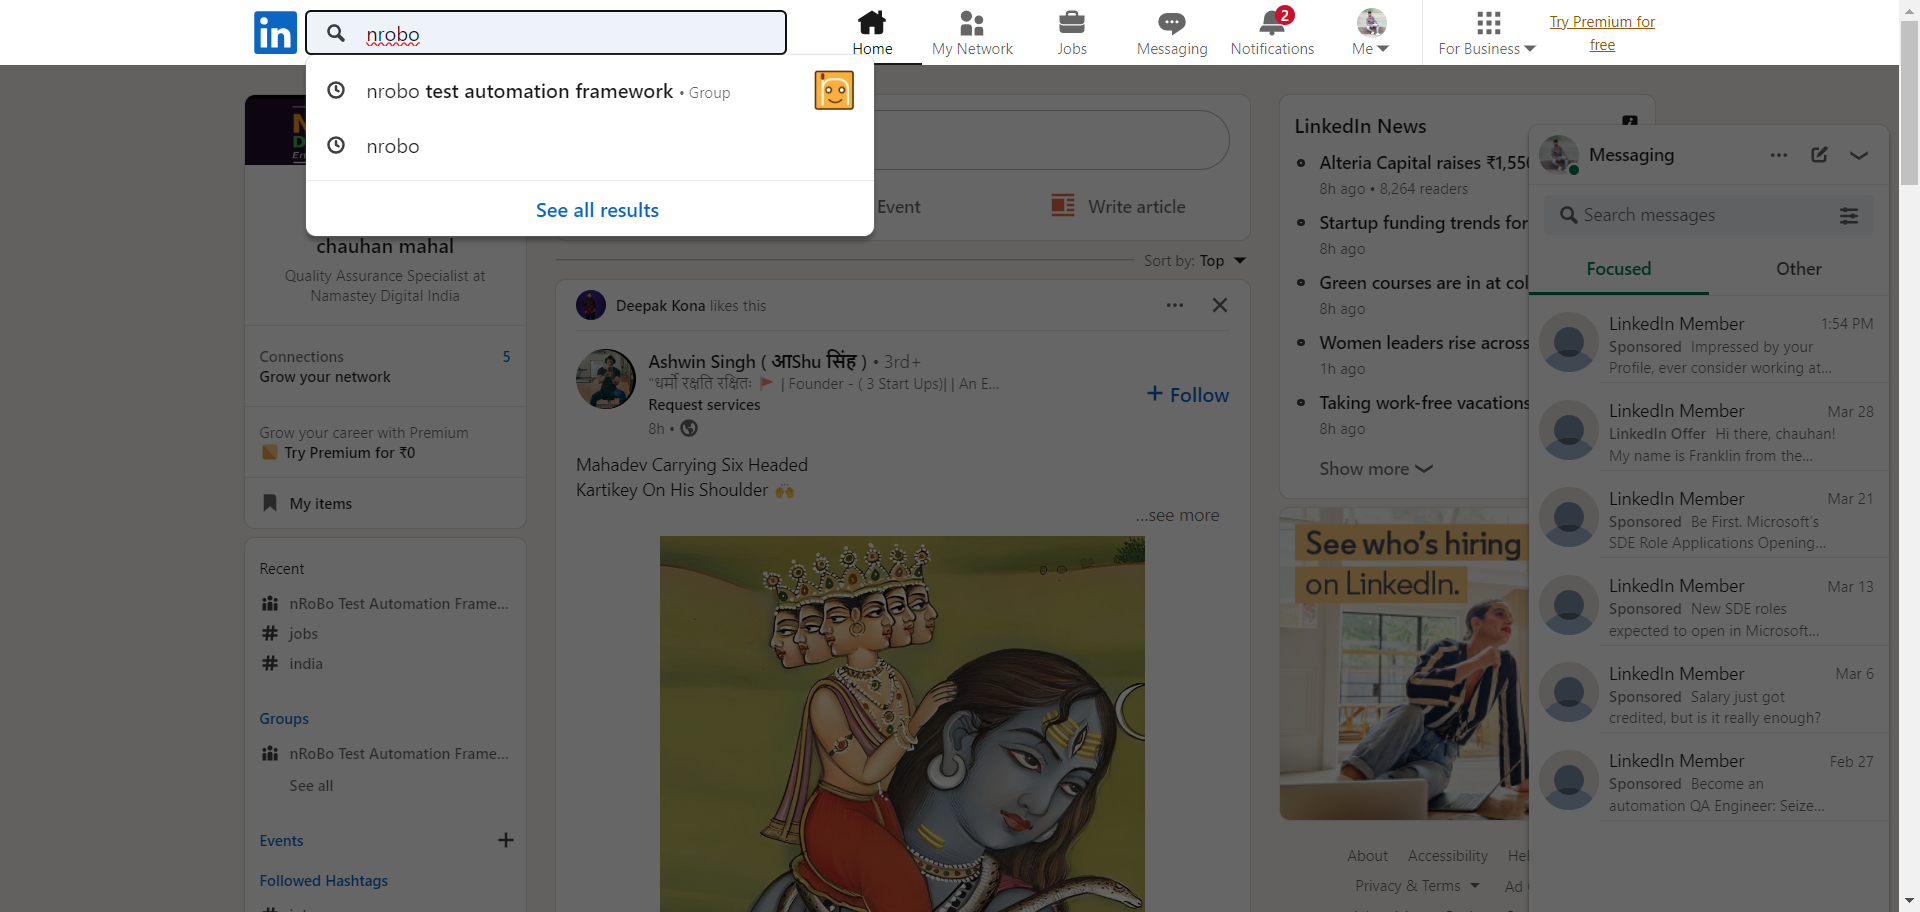 in
nrobo
Home
My Network
Jobs
Messaging
2
Notifications
Me
For Business
Try Premium for
free
nrobo test automation framework • Group
nrobo
See all results
chauhan mahal
Quality Assurance Specialist at
Namastey Digital India
Connections 5
Grow your network
Grow your career with Premium
Try Premium for ₹0
My items
Recent
nRoBo Test Automation Frame...
jobs
india
Groups
nRoBo Test Automation Frame...
See all
Events
Followed Hashtags
Event
Write article
Sort by: Top
Deepak Kona likes this
Ashwin Singh ( आShu सिंह ) • 3rd+
"धर्मो रक्षति रक्षितः 🚩 | Founder - ( 3 Start Ups)| | An E...
Request services
8h •
+ Follow
Mahadev Carrying Six Headed
Kartikey On His Shoulder 🙌
...see more
LinkedIn News
Alteria Capital raises ₹1,550
8h ago • 8,264 readers
Startup funding trends for
8h ago
Green courses are in at col
8h ago
Women leaders rise across
1h ago
Taking work-free vacations
8h ago
Show more
See who's hiring
on LinkedIn.
About Accessibility Hel
Privacy & Terms Ad
Messaging
Search messages
Focused Other
LinkedIn Member 1:54 PM
Sponsored Impressed by your
Profile, ever consider working at...
LinkedIn Member Mar 28
LinkedIn Offer Hi there, chauhan!
My name is Franklin from the...
LinkedIn Member Mar 21
Sponsored Be First. Microsoft's
SDE Role Applications Opening...
LinkedIn Member Mar 13
Sponsored New SDE roles
expected to open in Microsoft...
LinkedIn Member Mar 6
Sponsored Salary just got
credited, but is it really enough?
LinkedIn Member Feb 27
Sponsored Become an
automation QA Engineer: Seize...